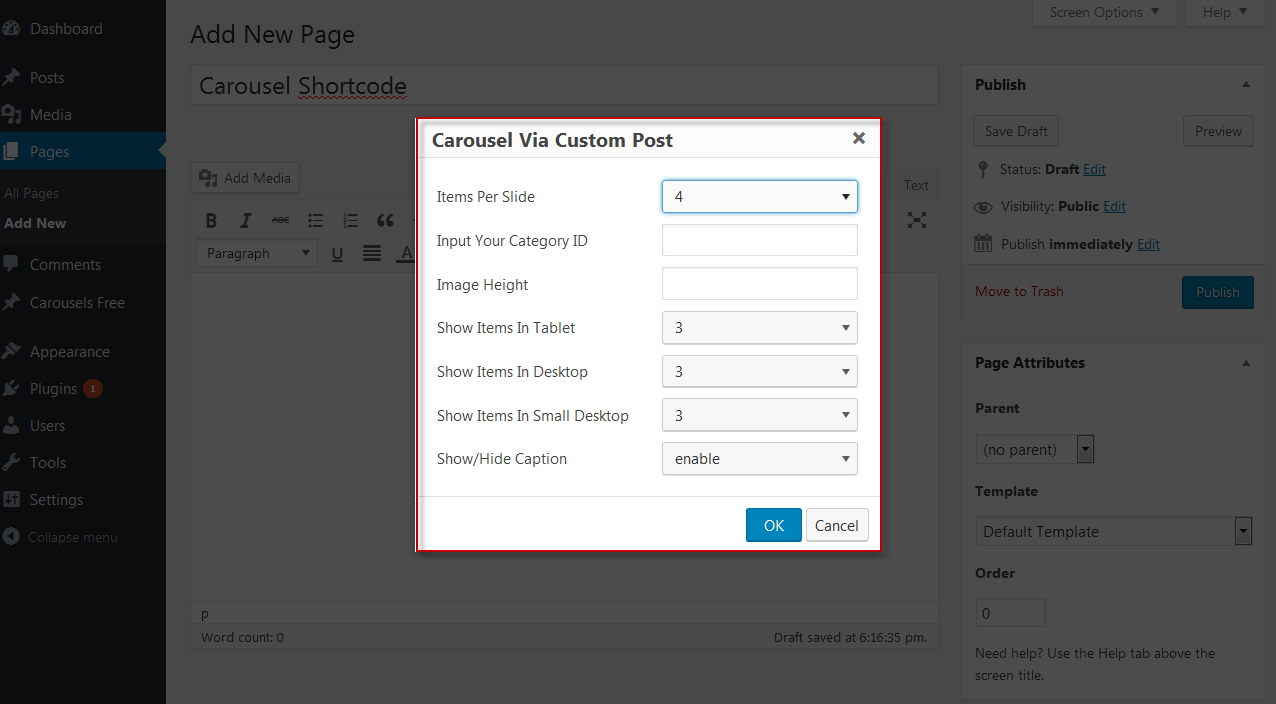 Dashboard
Posts
Media
Pages
All Pages
Add New
Comments
Carousels Free
Appearance
Plugins 1
Users
Tools
Settings
Collapse menu
Screen Options
Help
Add New Page
Carousel Shortcode
Add Media
Text
B I ABC
Paragraph U A
Carousel Via Custom Post
Items Per Slide 4
Input Your Category ID
Image Height
Show Items In Tablet 3
Show Items In Desktop 3
Show Items In Small Desktop 3
Show/Hide Caption enable
OK Cancel
p
Word count: 0
Draft saved at 6:16:35 pm.
Publish
Save Draft Preview
Status: Draft Edit
Visibility: Public Edit
Publish immediately Edit
Move to Trash Publish
Page Attributes
Parent
(no parent)
Template
Default Template
Order
0
Need help? Use the Help tab above the
screen title.